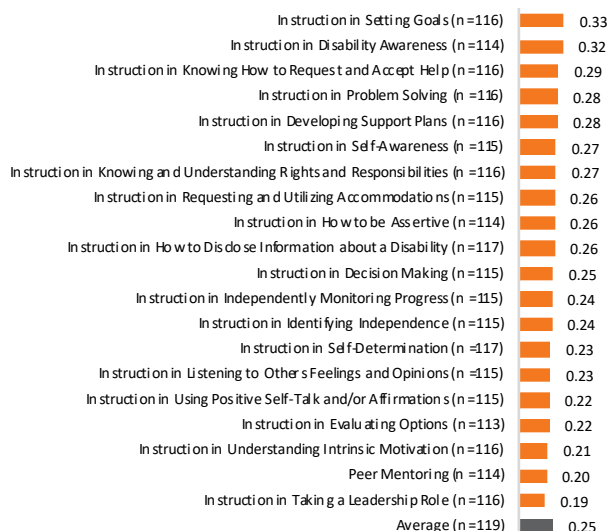 Instruction in Setting Goals (n =116) 0.33
Instruction in Disability Awareness (n =114) 0.32
Instruction in Knowing How to Request and Accept Help (n =116) 0.29
Instruction in Problem Solving (n =116) 0.28
Instruction in Developing Support Plans (n =116) 0.28
Instruction in Self-Awareness (n =115) 0.27
Instruction in Knowing and Understanding Rights and Responsibilities (n =116) 0.27
Instruction in Requesting and Utilizing Accommodations (n =115) 0.26
Instruction in How to be Assertive (n =114) 0.26
Instruction in How to Disclose Information about a Disability (n =117) 0.26
Instruction in Decision Making (n =115) 0.25
Instruction in Independently Monitoring Progress (n =115) 0.24
Instruction in Identifying Independence (n =115) 0.24
Instruction in Self-Determination (n =117) 0.23
Instruction in Listening to Others Feelings and Opinions (n =115) 0.23
Instruction in Using Positive Self-Talk and/or Affirmations (n =115) 0.22
Instruction in Evaluating Options (n =113) 0.22
Instruction in Understanding Intrinsic Motivation (n =116) 0.21
Peer Mentoring (n =114) 0.20
Instruction in Taking a Leadership Role (n =116) 0.19
Average (n =119) 0.25